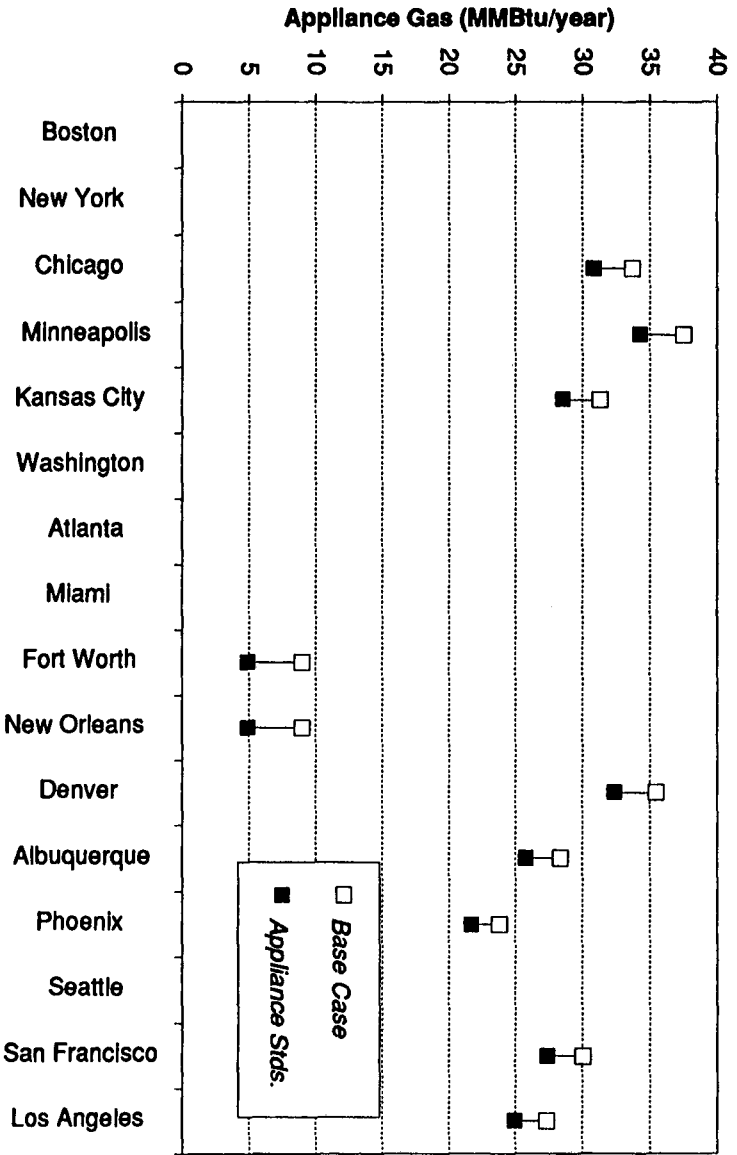 Appliance Gas (MMBtu/year)
0
5
10
15
20
25
30
35
40
Boston
New York
Chicago
Minneapolis
Kansas City
Washington
Atlanta
Miami
Fort Worth
New Orleans
Denver
Albuquerque
Phoenix
Seattle
San Francisco
Los Angeles
Base Case
Appliance Stds.